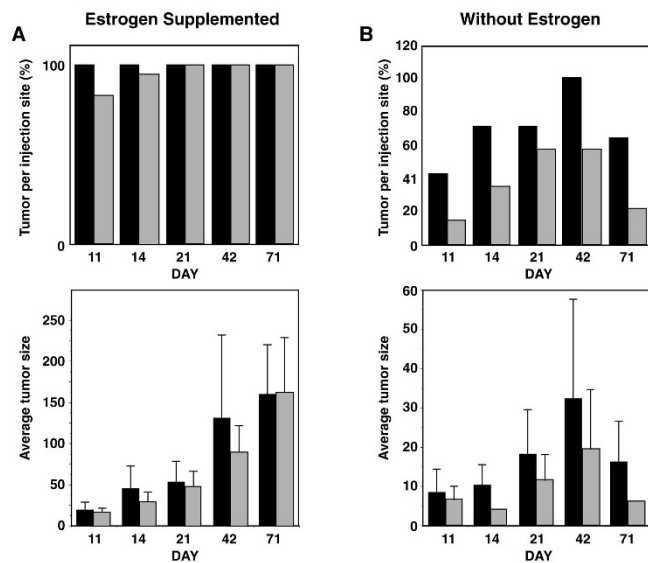 Estrogen Supplemented
Without Estrogen
A
Tumor per injection site (%)
100
0
11 14 21 42 71
DAY
Average tumor size
250
200
150
100
50
0
11 14 21 42 71
DAY
B
Tumor per injection site (%)
120
100
80
60
41
20
0
11 14 21 42 71
DAY
Average tumor size
60
50
40
30
20
10
0
11 14 21 42 71
DAY